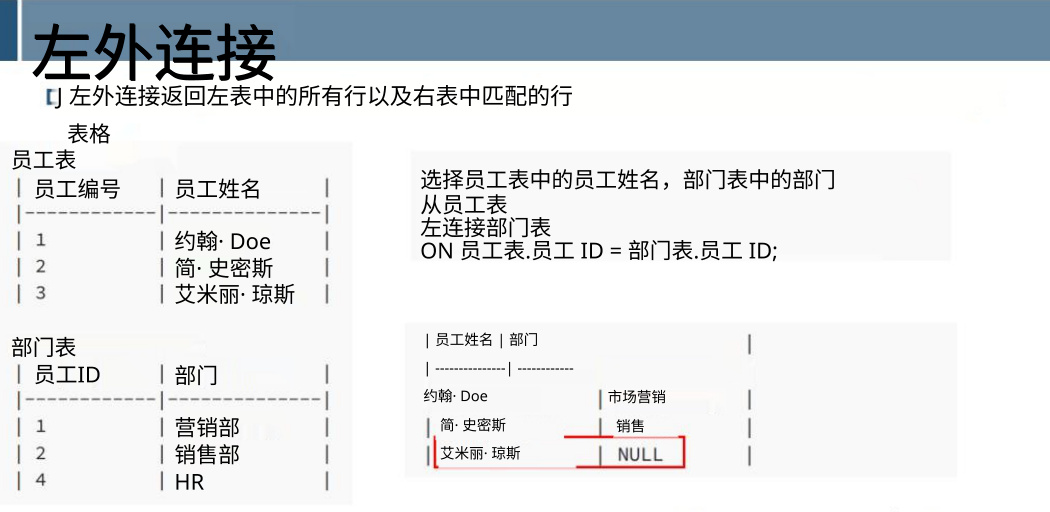 左外连接
左外连接返回左表中的所有行以及右表中匹配的行
表格
员工表
| 员工编号 | 员工姓名 |
|------------|--------------|
| 1 | 约翰· Doe |
| 2 | 简· 史密斯 |
| 3 | 艾米丽· 琼斯 |
部门表
| 员工ID | 部门 |
|------------|--------------|
| 1 | 营销部 |
| 2 | 销售部 |
| 4 | HR |
选择员工表中的员工姓名，部门表中的部门
从员工表
左连接部门表
ON 员工表.员工 ID = 部门表.员工 ID;
| 员工姓名 | 部门 |
| ---------------| ------------
约翰· Doe | 市场营销 |
| 简· 史密斯 | 销售 |
| 艾米丽· 琼斯 | NULL |